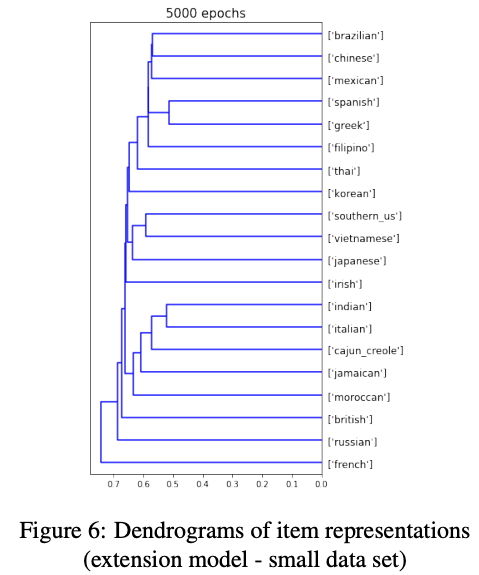 5000 epochs
['brazilian']
['chinese']
['mexican']
['spanish']
['greek']
['filipino']
['thai']
['korean']
['southern_us']
['vietnamese']
['japanese']
['irish']
['indian']
['italian']
['cajun_creole']
['jamaican']
['moroccan']
['british']
['russian']
['french']
0.7 0.6 0.5 0.4 0.3 0.2 0.1 0.0
Figure 6: Dendrograms of item representations
(extension model - small data set)